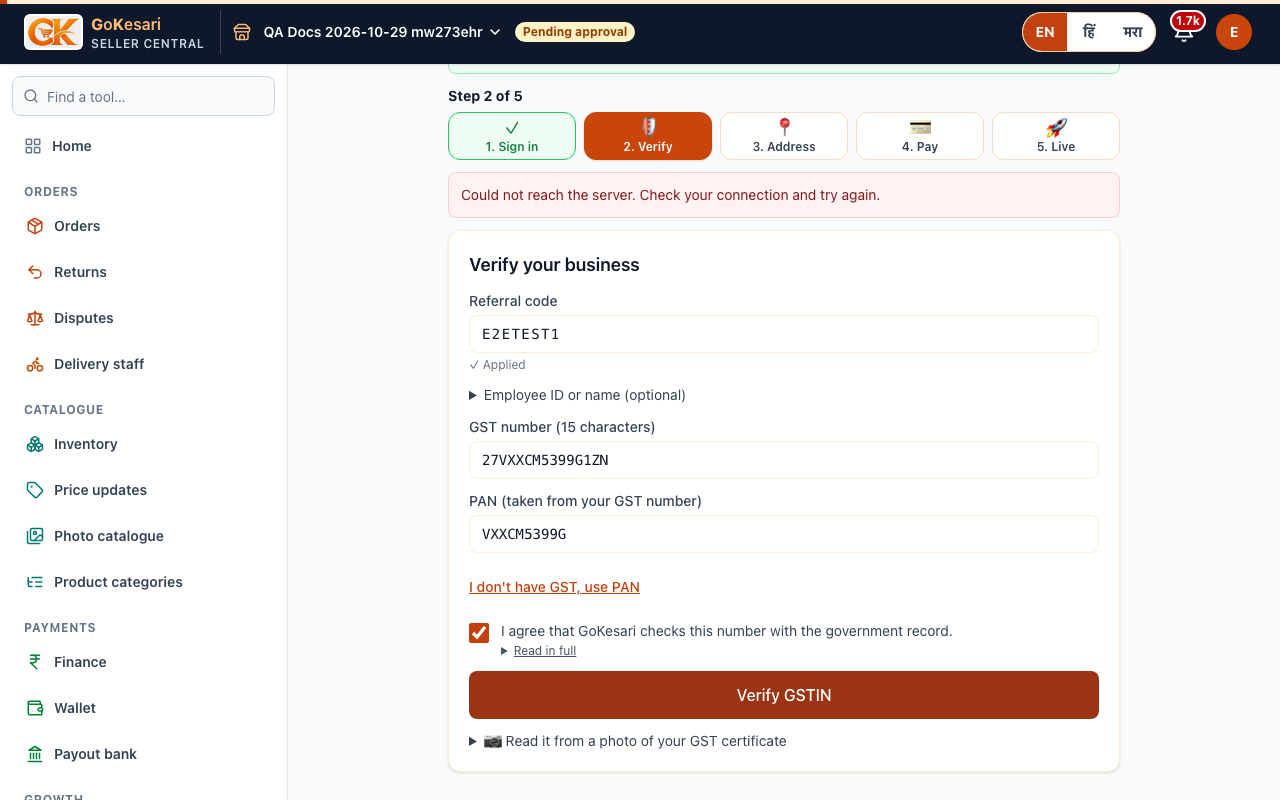 GoKesari
SELLER CENTRAL
QA Docs 2026-10-29 mw273ehr
Pending approval
EN
हिं
मरा
1.7k
E
Find a tool...
Home
ORDERS
Orders
Returns
Disputes
Delivery staff
CATALOGUE
Inventory
Price updates
Photo catalogue
Product categories
PAYMENTS
Finance
Wallet
Payout bank
GROWTH
Step 2 of 5
✓
1. Sign in
2. Verify
3. Address
4. Pay
5. Live
Could not reach the server. Check your connection and try again.
Verify your business
Referral code
E2ETEST1
✓ Applied
Employee ID or name (optional)
GST number (15 characters)
27VXXCM5399G1ZN
PAN (taken from your GST number)
VXXCM5399G
I don't have GST, use PAN
I agree that GoKesari checks this number with the government record.
Read in full
Verify GSTIN
Read it from a photo of your GST certificate